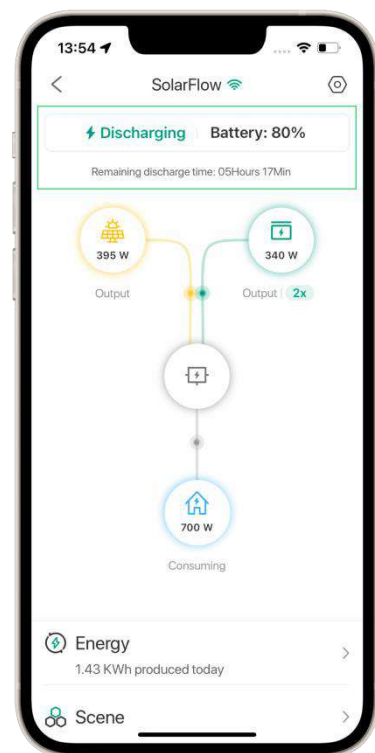 13:54
SolarFlow
Discharging Battery: 80%
Remaining discharge time: 05Hours 17Min
395 W
340 W
Output
Output 2x
700 W
Consuming
Energy
1.43 KWh produced today
Scene